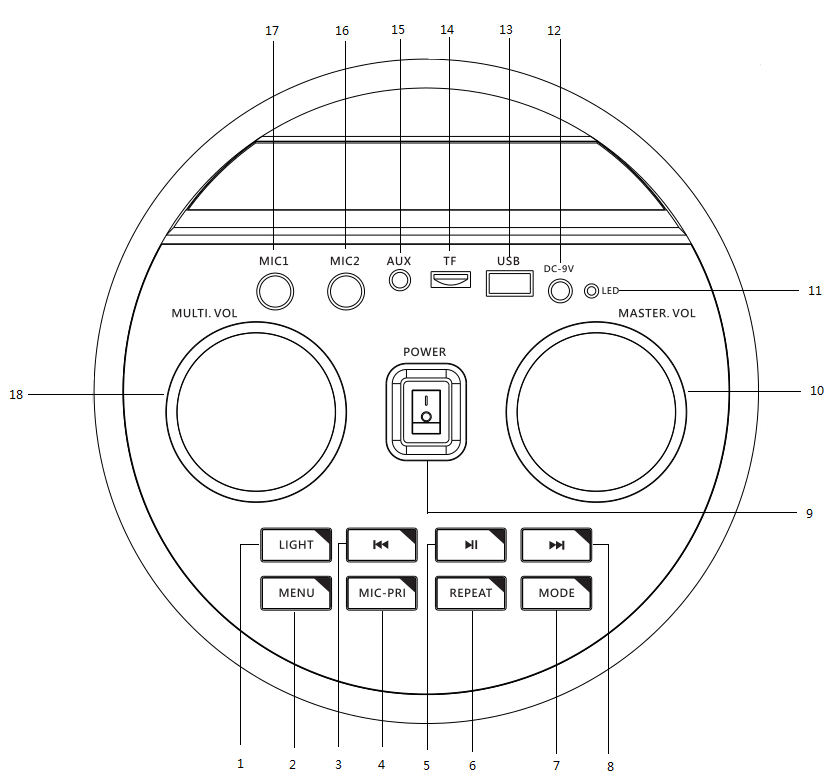 17 16 15 14 13 12
MIC1 MIC2 AUX TF USB
DC-9V
LED 11
MULTI. VOL MASTER. VOL
POWER
18 10
9
LIGHT
MENU MIC-PRI REPEAT MODE
1 2 3 4 5 6 7 8